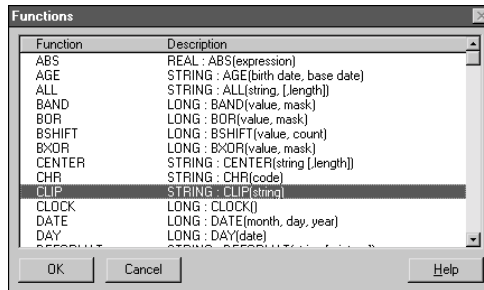 Functions
Function Description
ABS REAL : ABS(expression)
AGE STRING : AGE(birth date, base date)
ALL STRING : ALL(string, [,length])
BAND LONG : BAND(value, mask)
BOR LONG : BOR(value, mask)
BSHIFT LONG : BSHIFT(value, count)
BXOR LONG : BXOR(value, mask)
CENTER STRING : CENTER(string [,length])
CHR STRING : CHR(code)
CLIP STRING : CLIP(string)
CLOCK LONG : CLOCK()
DATE LONG : DATE(month, day, year)
DAY LONG : DAY(date)
OK Cancel Help